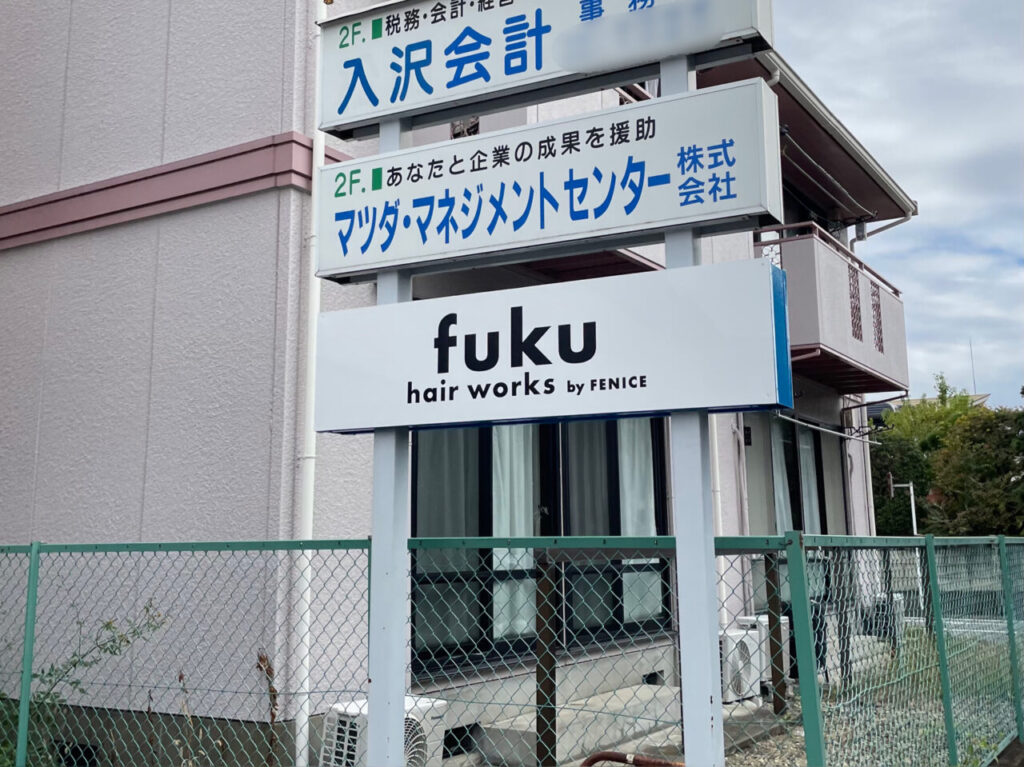 2F. 税務・会計・経営
入沢会計 事務
2F. あなたと企業の成果を援助
マツダ・マネジメントセンター 株式会社
fuku
hair works by FENICE